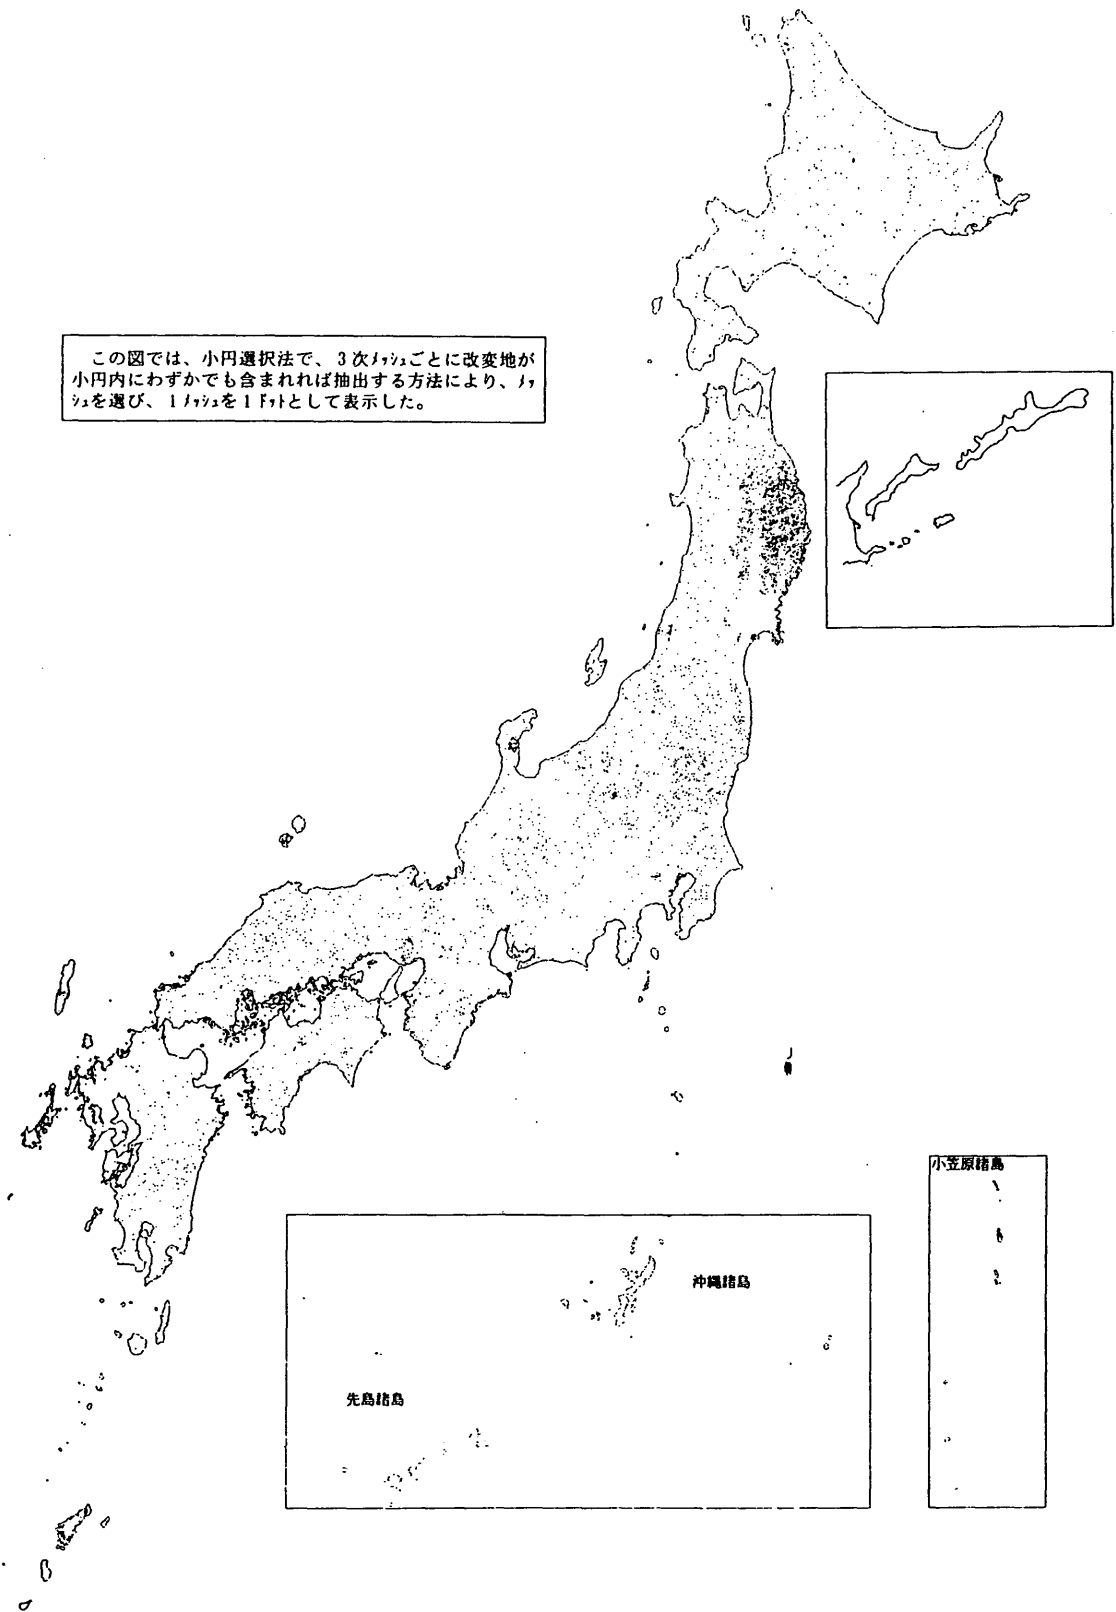 この図では、小円選択法で、3次ﾒｯｼｭごとに改変地が
小円内にわずかでも含まれれば抽出する方法により、ﾒｯ
ｼｭを選び、1ﾒｯｼｭを1ﾄﾞｯﾄとして表示した。
小笠原諸島
沖縄諸島
先島諸島